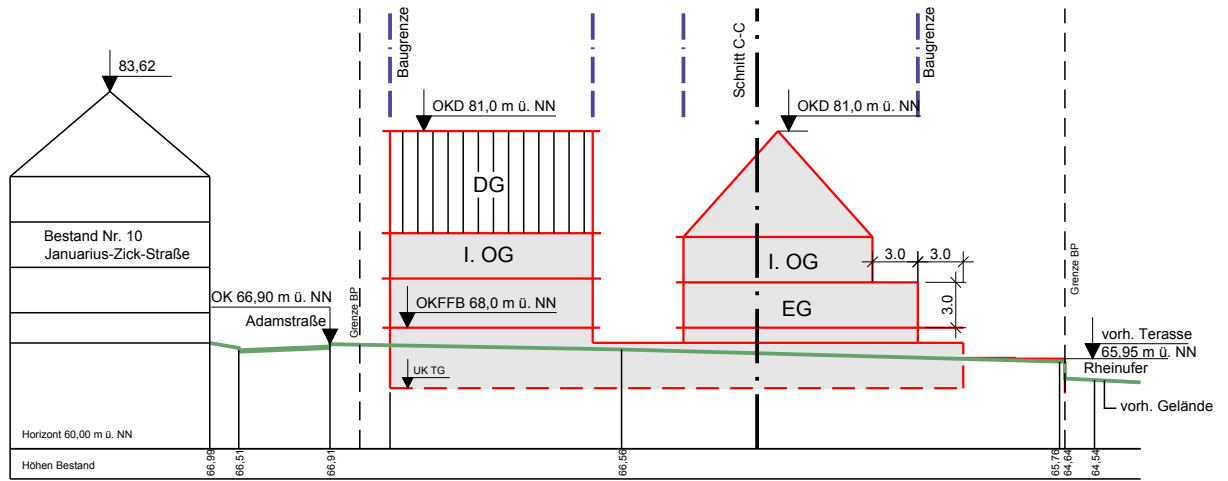 83,62
Baugrenze
Schnitt C-C
Baugrenze
OKD 81,0 m ü. NN
OKD 81,0 m ü. NN
DG
Bestand Nr. 10
Januarius-Zick-Straße
I. OG
I. OG
3.0
3.0
Grenze BP
Grenze BP
OK 66,90 m ü. NN
Adamstraße
OKFFB 68,0 m ü. NN
EG
3.0
vorh. Terasse
65,95 m ü. NN
Rheinufer
UK TG
vorh. Gelände
Horizont 60,00 m ü. NN
Höhen Bestand
66,99
66,51
66,91
66,56
65,76
64,64
64,54